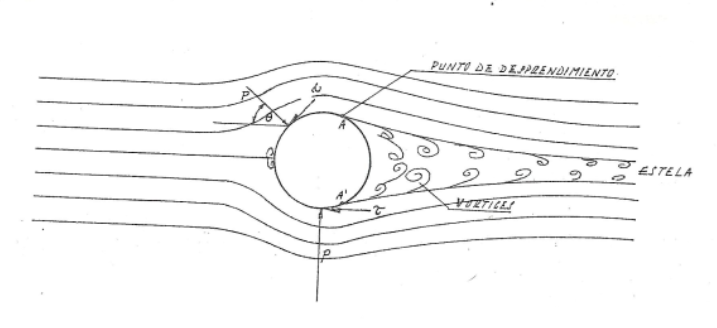 PUNTO DE DESPRENDIMIENTO
P
θ
A
ESTELA
A'
τ
VORTICES
P